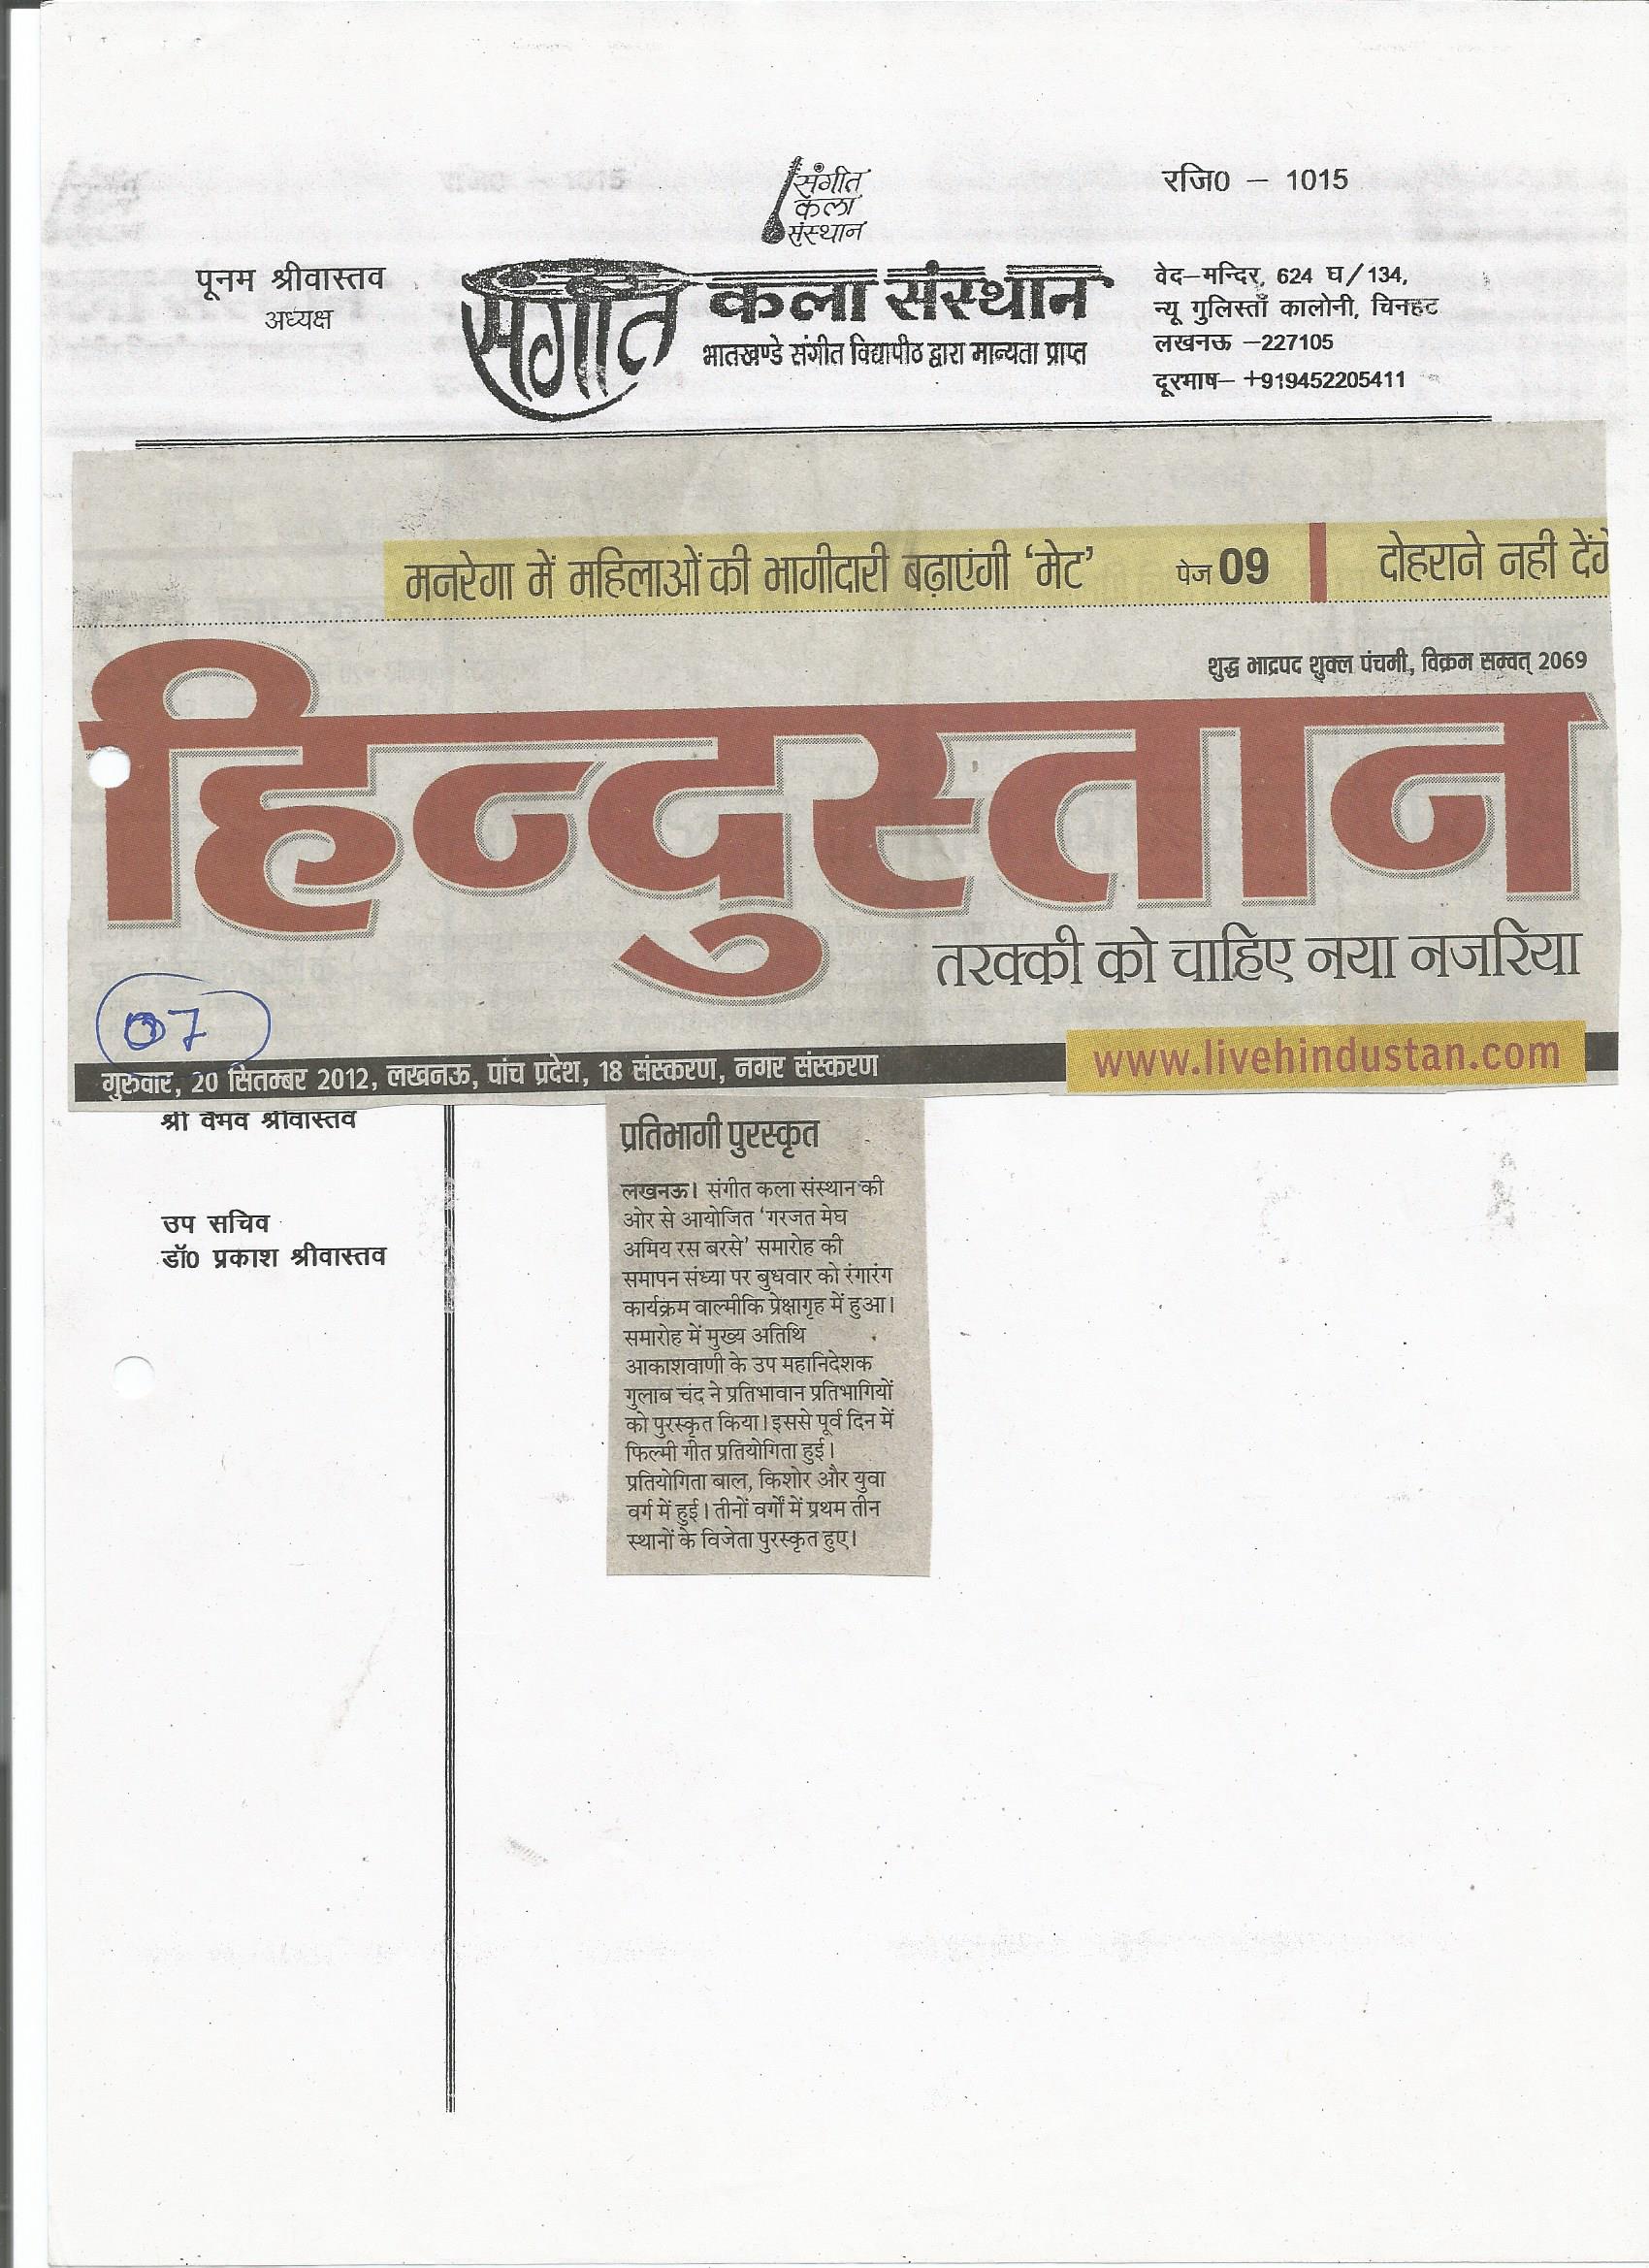 संगीत
कला
संस्थान
रजि0 – 1015
पूनम श्रीवास्तव
अध्यक्ष
संगीत कला संस्थान
भातखण्डे संगीत विद्यापीठ द्वारा मान्यता प्राप्त
वेद–मन्दिर, 624 घ/134,
न्यू गुलिस्ताँ कालोनी, चिनहट
लखनऊ –227105
दूरभाष– +919452205411
मनरेगा में महिलाओं की भागीदारी बढ़ाएंगी ‘मेट’ पेज 09 दोहराने नही देंगे
शुद्ध भाद्रपद शुक्ल पंचमी, विक्रम सम्वत् 2069
हिन्दुस्तान
तरक्की को चाहिए नया नजरिया
07
www.livehindustan.com
गुरुवार, 20 सितम्बर 2012, लखनऊ, पांच प्रदेश, 18 संस्करण, नगर संस्करण
श्री वैभव श्रीवास्तव
उप सचिव
डॉ0 प्रकाश श्रीवास्तव
प्रतिभागी पुरस्कृत
लखनऊ। संगीत कला संस्थान की
ओर से आयोजित ‘गरजत मेघ
अमिय रस बरसे’ समारोह की
समापन संध्या पर बुधवार को रंगारंग
कार्यक्रम वाल्मीकि प्रेक्षागृह में हुआ।
समारोह में मुख्य अतिथि
आकाशवाणी के उप महानिदेशक
गुलाब चंद ने प्रतिभावान प्रतिभागियों
को पुरस्कृत किया। इससे पूर्व दिन में
फिल्मी गीत प्रतियोगिता हुई।
प्रतियोगिता बाल, किशोर और युवा
वर्ग में हुई। तीनों वर्गों में प्रथम तीन
स्थानों के विजेता पुरस्कृत हुए।